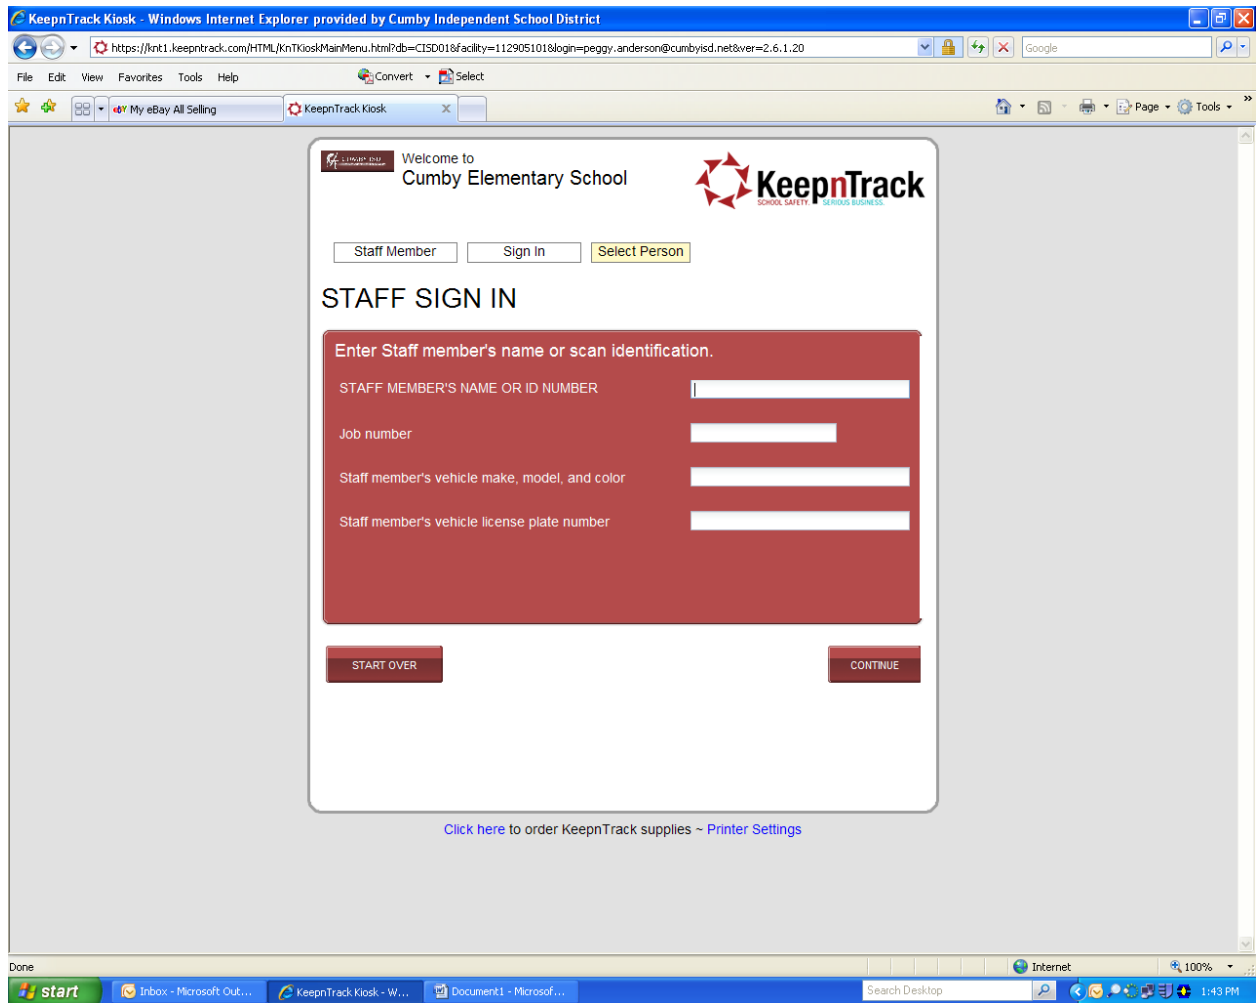 KeepnTrack Kiosk - Windows Internet Explorer provided by Cumby Independent School District
https://knt1.keepntrack.com/HTML/KnTKioskMainMenu.html?db=CISD01&facility=112905101&login=peggy.anderson@cumbyisd.net&ver=2.6.1.20
Google
File Edit View Favorites Tools Help Convert Select
My eBay All Selling KeepnTrack Kiosk Page Tools
Welcome to
Cumby Elementary School
KeepnTrack
SCHOOL SAFETY. SERIOUS BUSINESS.
Staff Member Sign In Select Person
STAFF SIGN IN
Enter Staff member's name or scan identification.
STAFF MEMBER'S NAME OR ID NUMBER
Job number
Staff member's vehicle make, model, and color
Staff member's vehicle license plate number
START OVER CONTINUE
Click here to order KeepnTrack supplies ~ Printer Settings
Done Internet 100%
start Inbox - Microsoft Out... KeepnTrack Kiosk - W... Document1 - Microsof... Search Desktop 1:43 PM